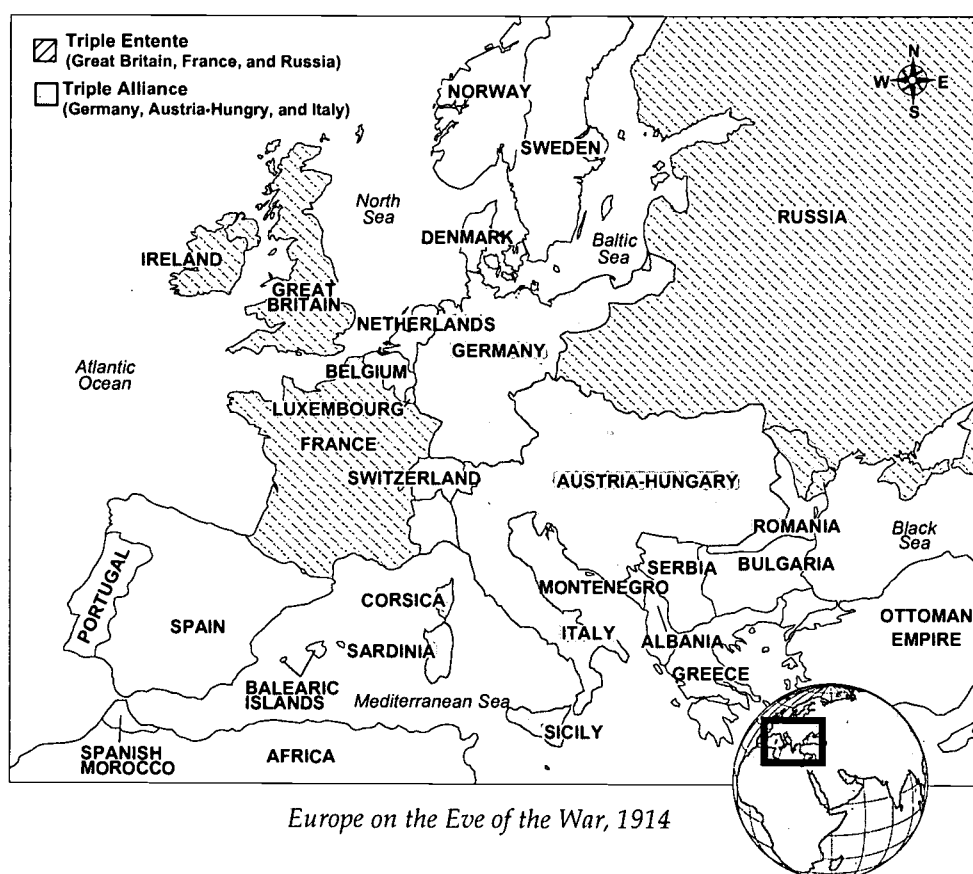 Triple Entente
(Great Britain, France, and Russia)
Triple Alliance
(Germany, Austria-Hungry, and Italy)
N
W
E
S
NORWAY
SWEDEN
North
Sea
RUSSIA
DENMARK
Baltic
Sea
IRELAND
GREAT
BRITAIN
NETHERLANDS
GERMANY
Atlantic
Ocean
BELGIUM
LUXEMBOURG
FRANCE
SWITZERLAND
AUSTRIA-HUNGARY
ROMANIA
Black
Sea
SERBIA
BULGARIA
MONTENEGRO
CORSICA
PORTUGAL
SPAIN
ITALY
OTTOMAN
EMPIRE
SARDINIA
ALBANIA
GREECE
BALEARIC
ISLANDS
Mediterranean Sea
SICILY
SPANISH
MOROCCO
AFRICA
Europe on the Eve of the War, 1914